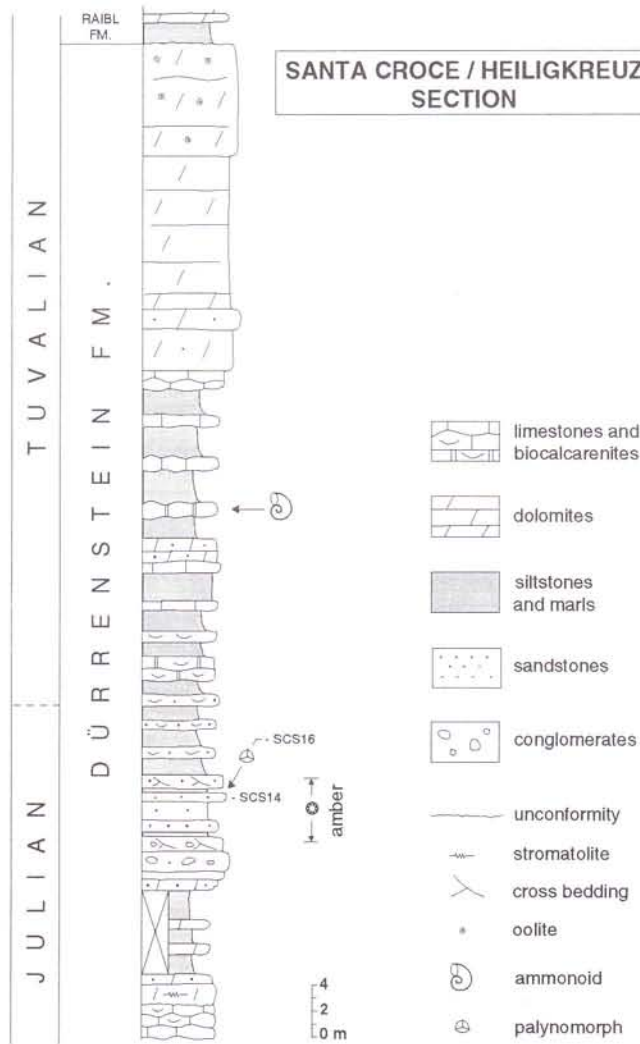 RAIBL
FM.
SANTA CROCE / HEILIGKREUZ
SECTION
TUVALIAN
JULIAN
DÜRRENSTEIN FM.
- SCS16
- SCS14
amber
limestones and
biocalcarenites
dolomites
siltstones
and marls
sandstones
conglomerates
unconformity
stromatolite
cross bedding
oolite
ammonoid
palynomorph
4
2
0 m